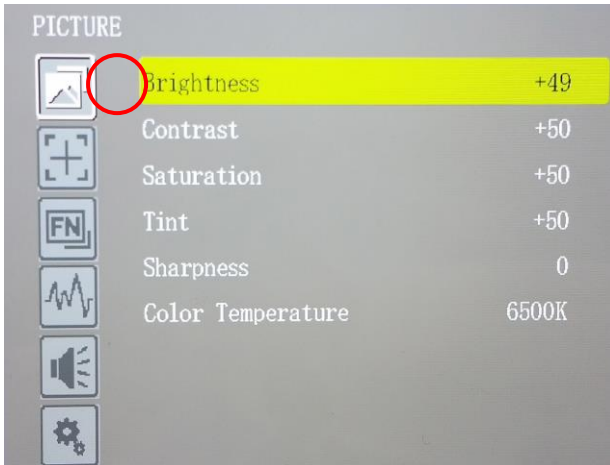 PICTURE
Brightness +49
Contrast +50
Saturation +50
FN Tint +50
Sharpness 0
Color Temperature 6500K